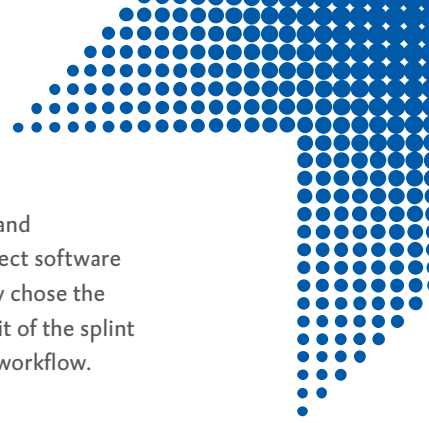 and
ect software
chose the
it of the splint
workflow.